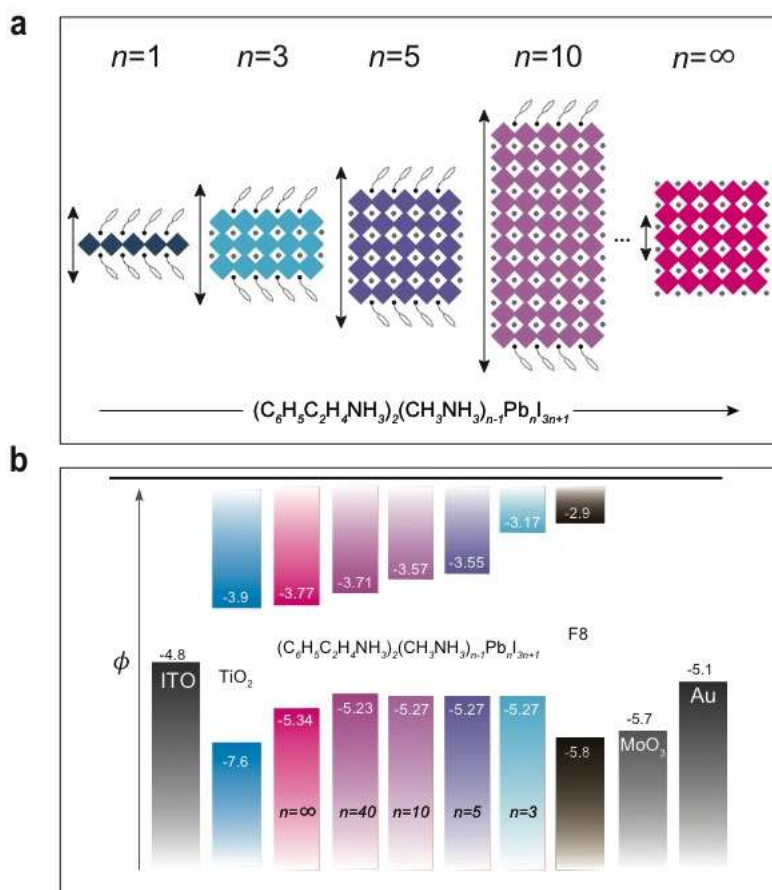 a
n=1 n=3 n=5 n=10 n=∞
...
(C₆H₅C₂H₄NH₃)₂(CH₃NH₃)ₙ₋₁PbₙI₃ₙ₊₁
b
ϕ
-4.8
ITO
-3.9
TiO₂
-7.6
-3.77
-5.34
n=∞
-3.71
-5.23
n=40
-3.57
-5.27
n=10
-3.55
-5.27
n=5
-3.17
-5.27
n=3
(C₆H₅C₂H₄NH₃)₂(CH₃NH₃)ₙ₋₁PbₙI₃ₙ₊₁
-2.9
F8
-5.8
-5.7
MoO₃
-5.1
Au